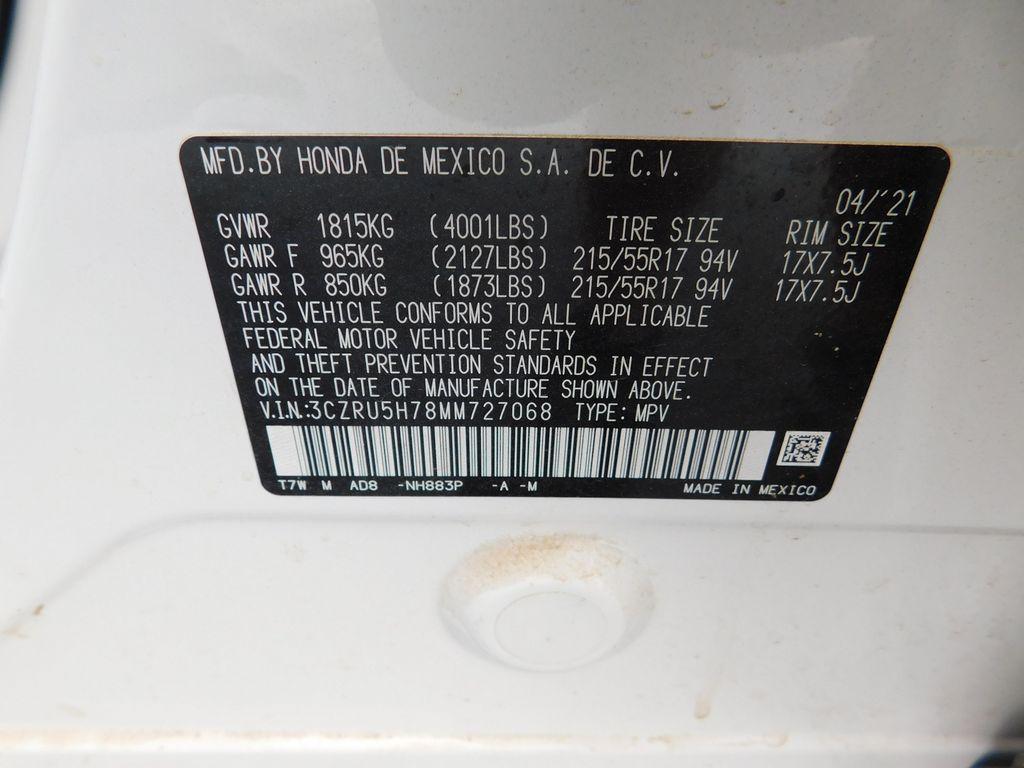 MFD.BY HONDA DE MEXICO S.A. DE C.V.
04/'21
GVWR 1815KG (4001LBS) TIRE SIZE RIM SIZE
GAWR F 965KG (2127LBS) 215/55R17 94V 17X7.5J
GAWR R 850KG (1873LBS) 215/55R17 94V 17X7.5J
THIS VEHICLE CONFORMS TO ALL APPLICABLE
FEDERAL MOTOR VEHICLE SAFETY
AND THEFT PREVENTION STANDARDS IN EFFECT
ON THE DATE OF MANUFACTURE SHOWN ABOVE.
V.I.N.:3CZRU5H78MM727068 TYPE: MPV
T7W M AD8 -NH883P -A -M MADE IN MEXICO